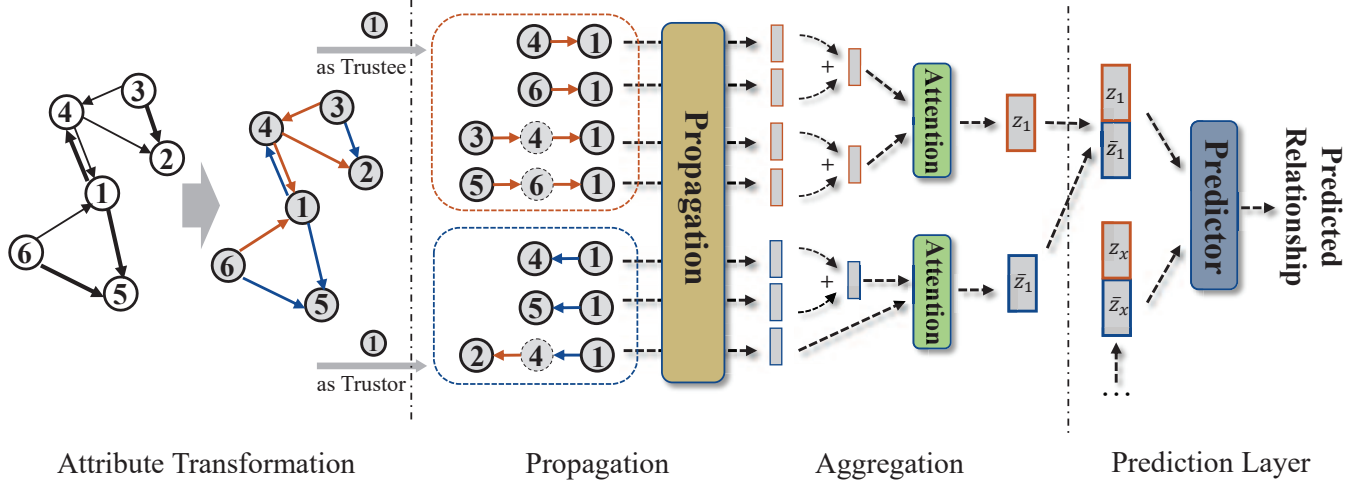 1
as Trustee
4
3
2
1
6
5
3
4
2
1
6
5
1
as Trustor
4 1
6 1
3 4 1
5 6 1
4 1
5 1
2 4 1
Propagation
+
+
+
Attention
Attention
z₁
z̄₁
z₁
z̄₁
zₓ
z̄ₓ
...
Predictor
Predicted
Relationship
Attribute Transformation
Propagation
Aggregation
Prediction Layer